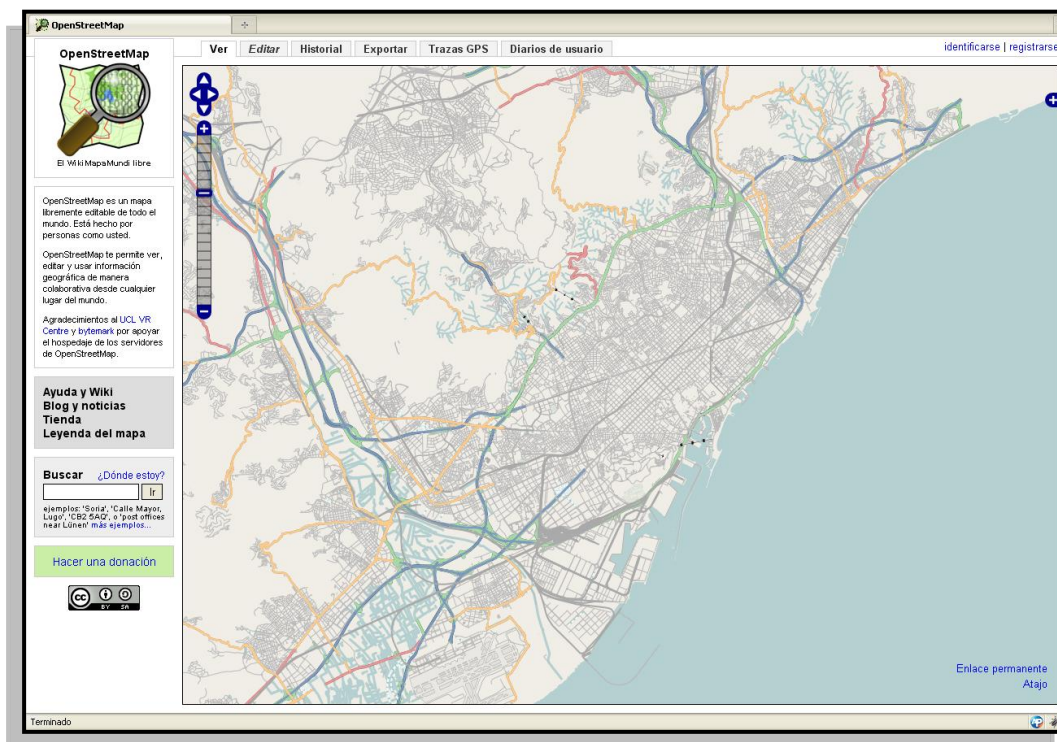 OpenStreetMap
OpenStreetMap
El WikiMapaMundi libre
Ver
Editar
Historial
Exportar
Trazas GPS
Diarios de usuario
identificarse | registrarse
OpenStreetMap es un mapa
libremente editable de todo el
mundo. Está hecho por
personas como usted.
OpenStreetMap te permite ver,
editar y usar información
geográfica de manera
colaborativa desde cualquier
lugar del mundo.
Agradecimientos al UCL VR
Centre y bytemark por apoyar
el hospedaje de los servidores
de OpenStreetMap.
Ayuda y Wiki
Blog y noticias
Tienda
Leyenda del mapa
Buscar ¿Dónde estoy?
Ir
ejemplos: 'Soria', 'Calle Mayor,
Lugo', 'CB2 5AQ', o 'post offices
near Lünen' más ejemplos...
Hacer una donación
cc
BY SA
Enlace permanente
Atajo
Terminado